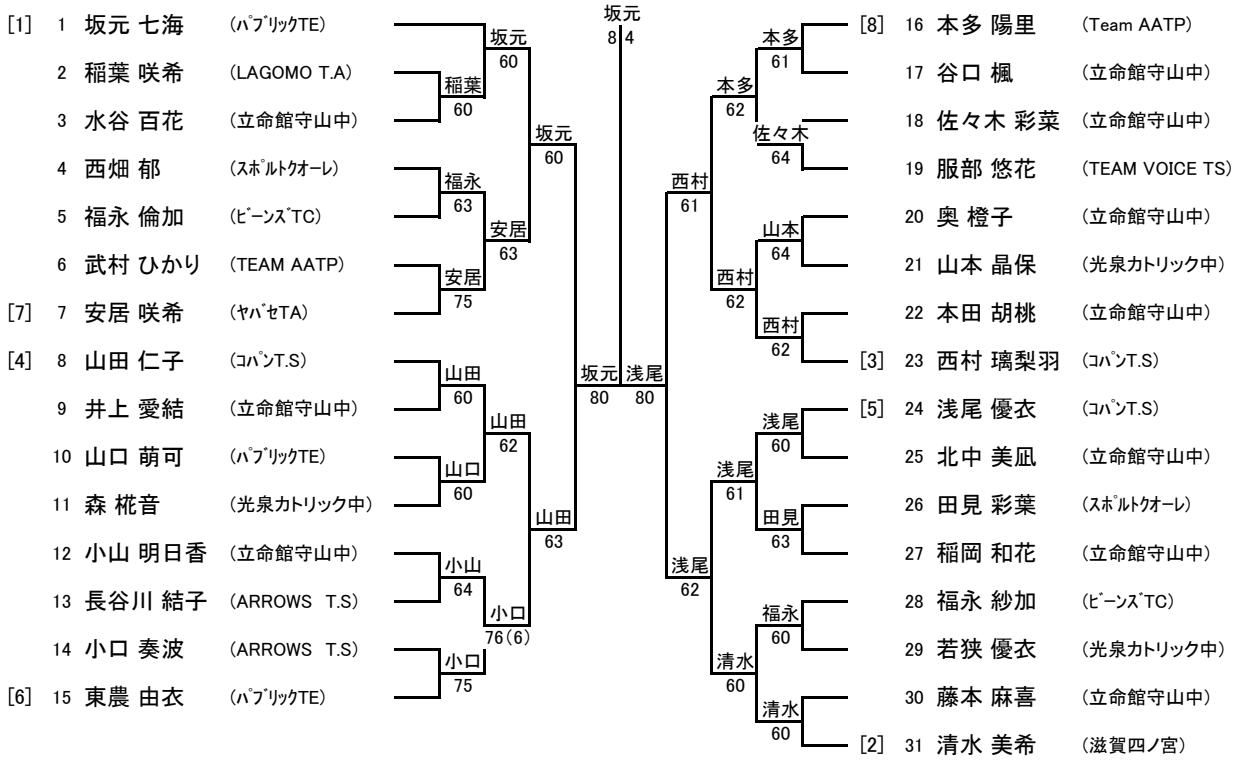 坂元
8 4
[1] 1 坂元 七海 (パブリックTE)
2 稲葉 咲希 (LAGOMO T.A)
3 水谷 百花 (立命館守山中)
4 西畑 郁 (スポルトクオーレ)
5 福永 倫加 (ビーンズTC)
6 武村 ひかり (TEAM AATP)
[7] 7 安居 咲希 (ヤバセTA)
[4] 8 山田 仁子 (コパンT.S)
9 井上 愛結 (立命館守山中)
10 山口 萌可 (パブリックTE)
11 森 椛音 (光泉カトリック中)
12 小山 明日香 (立命館守山中)
13 長谷川 結子 (ARROWS T.S)
14 小口 奏波 (ARROWS T.S)
[6] 15 東農 由衣 (パブリックTE)
稲葉
60
福永
63
安居
75
山田
60
山口
60
小山
64
小口
75
坂元
60
安居
63
山田
62
小口
76(6)
坂元
60
山田
63
坂元
80
浅尾
80
西村
61
浅尾
62
本多
62
西村
62
浅尾
61
清水
60
本多
61
佐々木
64
山本
64
西村
62
浅尾
60
田見
63
福永
60
清水
60
[8] 16 本多 陽里 (Team AATP)
17 谷口 楓 (立命館守山中)
18 佐々木 彩菜 (立命館守山中)
19 服部 悠花 (TEAM VOICE TS)
20 奥 橙子 (立命館守山中)
21 山本 晶保 (光泉カトリック中)
22 本田 胡桃 (立命館守山中)
[3] 23 西村 璃梨羽 (コパンT.S)
[5] 24 浅尾 優衣 (コパンT.S)
25 北中 美凪 (立命館守山中)
26 田見 彩葉 (スポルトクオーレ)
27 稲岡 和花 (立命館守山中)
28 福永 紗加 (ビーンズTC)
29 若狭 優衣 (光泉カトリック中)
30 藤本 麻喜 (立命館守山中)
[2] 31 清水 美希 (滋賀四ノ宮)